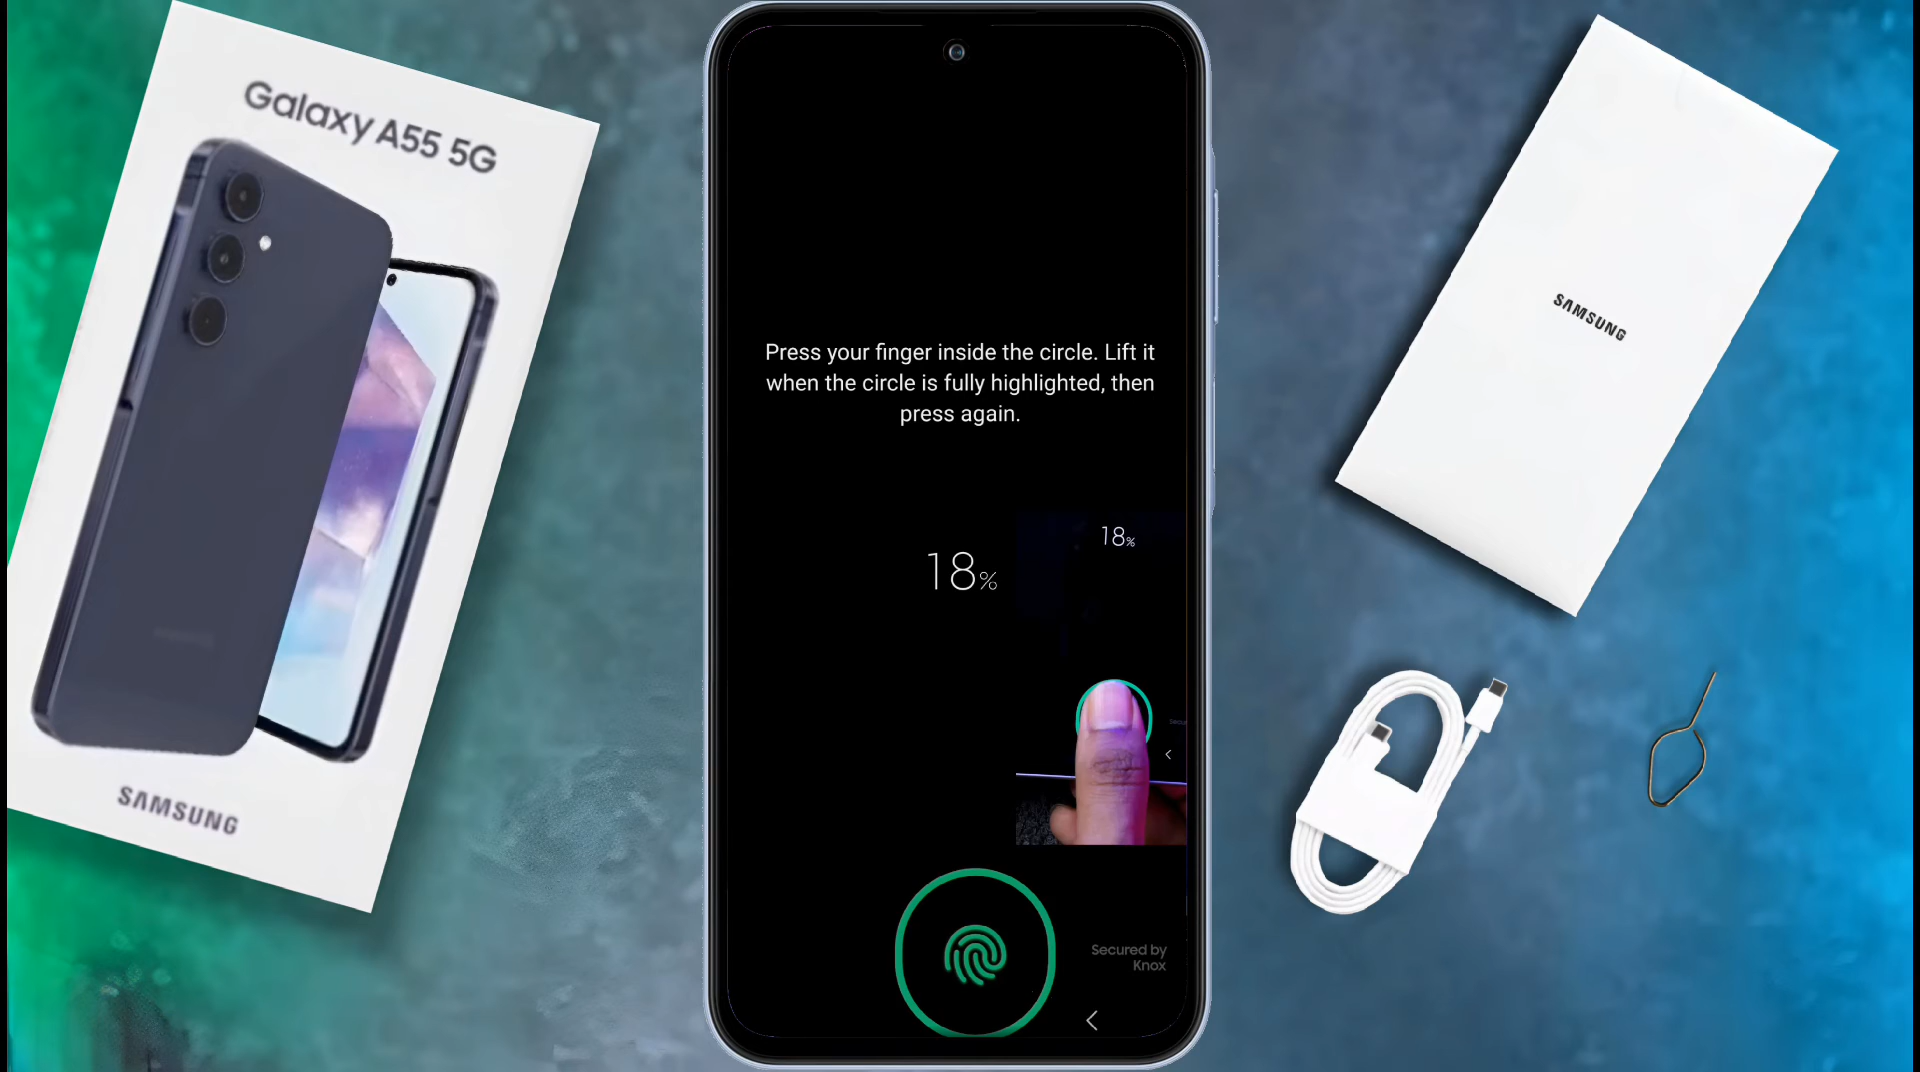 Galaxy A55 5G
SAMSUNG
Press your finger inside the circle. Lift it
when the circle is fully highlighted, then
press again.
18%
18%
Secured by
Knox
SAMSUNG